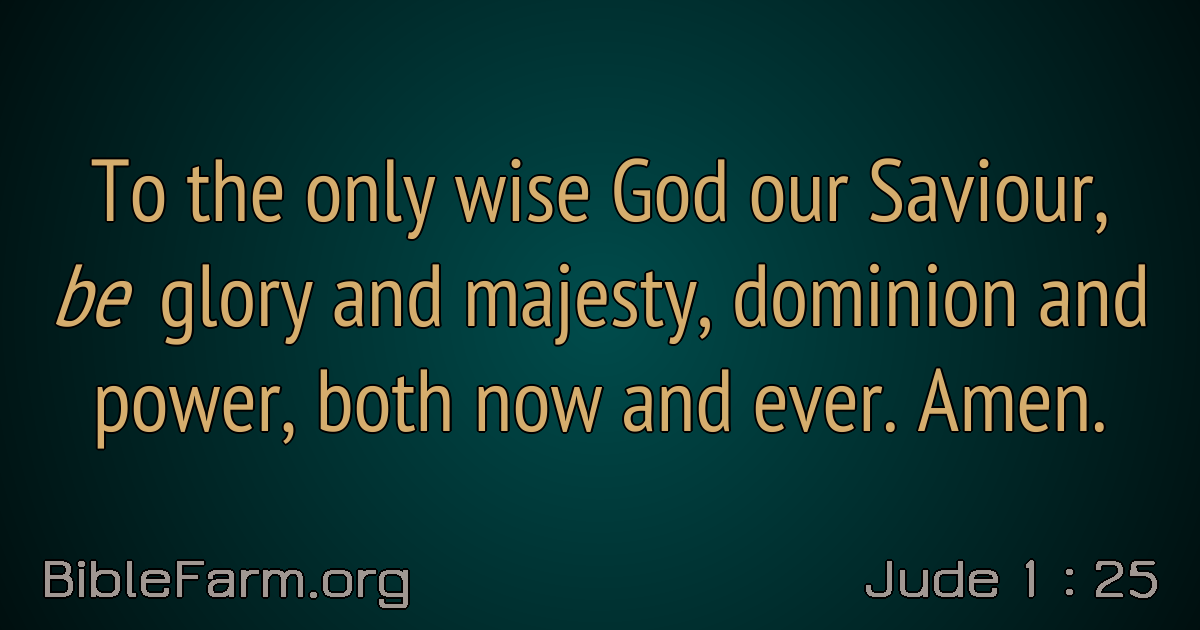 To the only wise God our Saviour,
be glory and majesty, dominion and
power, both now and ever. Amen.
BibleFarm.org
Jude 1 : 25